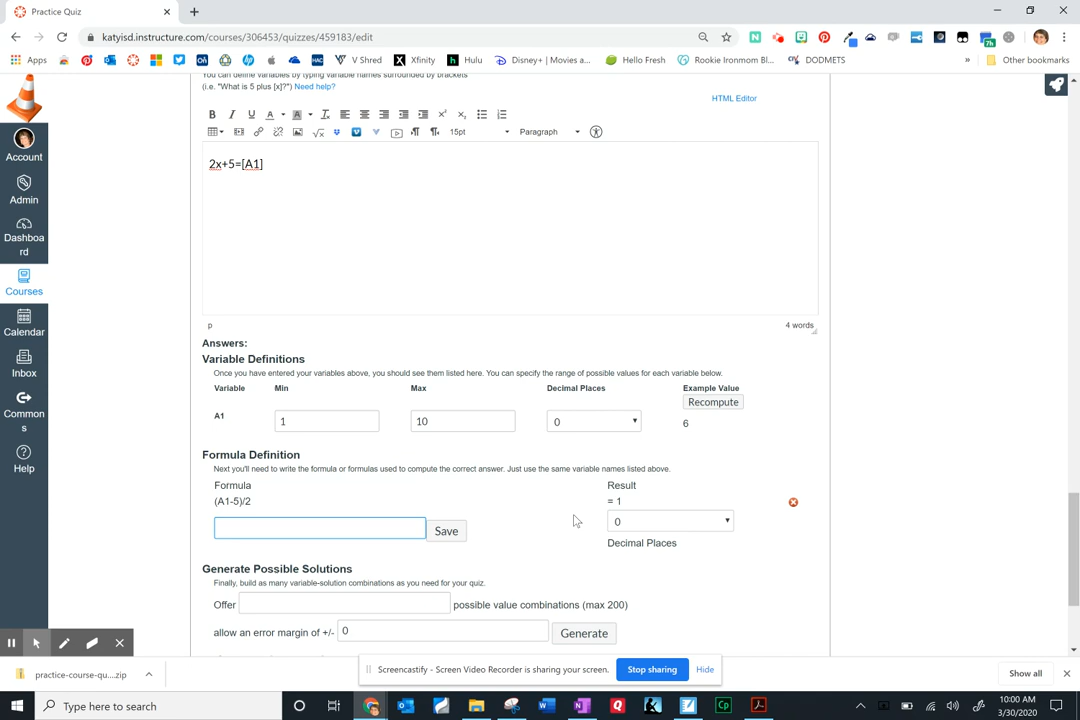 Practice Quiz
katyisd.instructure.com/courses/306453/quizzes/459183/edit
Apps
V Shred
Xfinity
Hulu
Disney+ | Movies a...
Hello Fresh
Rookie Ironmom Bl...
DODMETS
»
Other bookmarks
You can define variables by typing variable names surrounded by brackets
(i.e. "What is 5 plus [x]?") Need help?
HTML Editor
15pt
Paragraph
2x+5=[A1]
p
4 words
Account
Admin
Dashboa
rd
Courses
Calendar
Inbox
Common
s
Help
Answers:
Variable Definitions
Once you have entered your variables above, you should see them listed here. You can specify the range of possible values for each variable below.
Variable Min Max Decimal Places Example Value
Recompute
A1 1 10 0 6
Formula Definition
Next you'll need to write the formula or formulas used to compute the correct answer. Just use the same variable names listed above.
Formula Result
(A1-5)/2 = 1
Save 0
Decimal Places
Generate Possible Solutions
Finally, build as many variable-solution combinations as you need for your quiz.
Offer possible value combinations (max 200)
allow an error margin of +/- 0 Generate
practice-course-qu....zip
Screencastify - Screen Video Recorder is sharing your screen. Stop sharing Hide
Show all
Type here to search
10:00 AM
3/30/2020